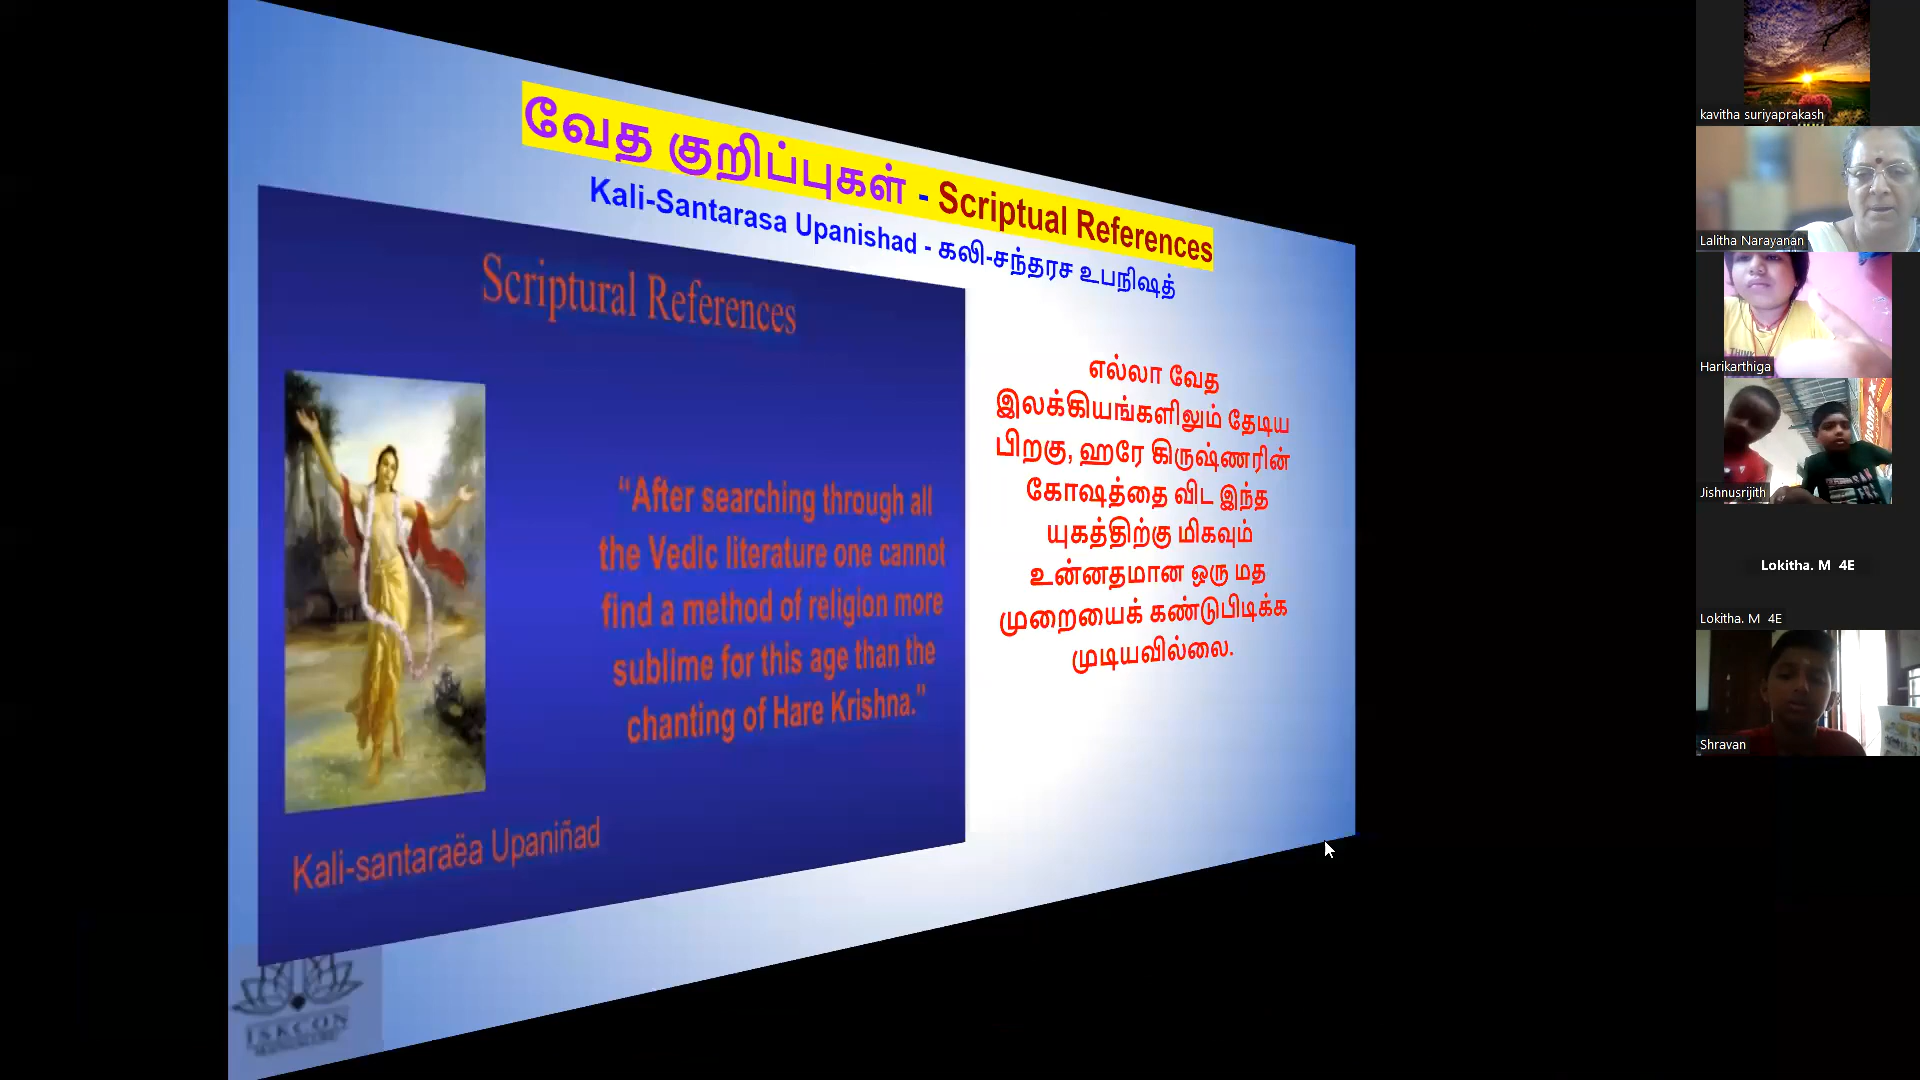 வேத குறிப்புகள் - Scriptual References
Kali-Santarasa Upanishad - கலி-சந்தரச உபநிஷத்
Scriptural References
“After searching through all
the Vedic literature one cannot
find a method of religion more
sublime for this age than the
chanting of Hare Krishna.”
Kali-santaraëa Upaniñad
எல்லா வேத
இலக்கியங்களிலும் தேடிய
பிறகு, ஹரே கிருஷ்ணரின்
கோஷத்தை விட இந்த
யுகத்திற்கு மிகவும்
உன்னதமான ஒரு மத
முறையைக் கண்டுபிடிக்க
முடியவில்லை.
ISKCON
kavitha suriyaprakash
Lalitha Narayanan
THINK
Harikarthiga
Jishnusrijith
Lokitha. M 4E
Lokitha. M 4E
Shravan